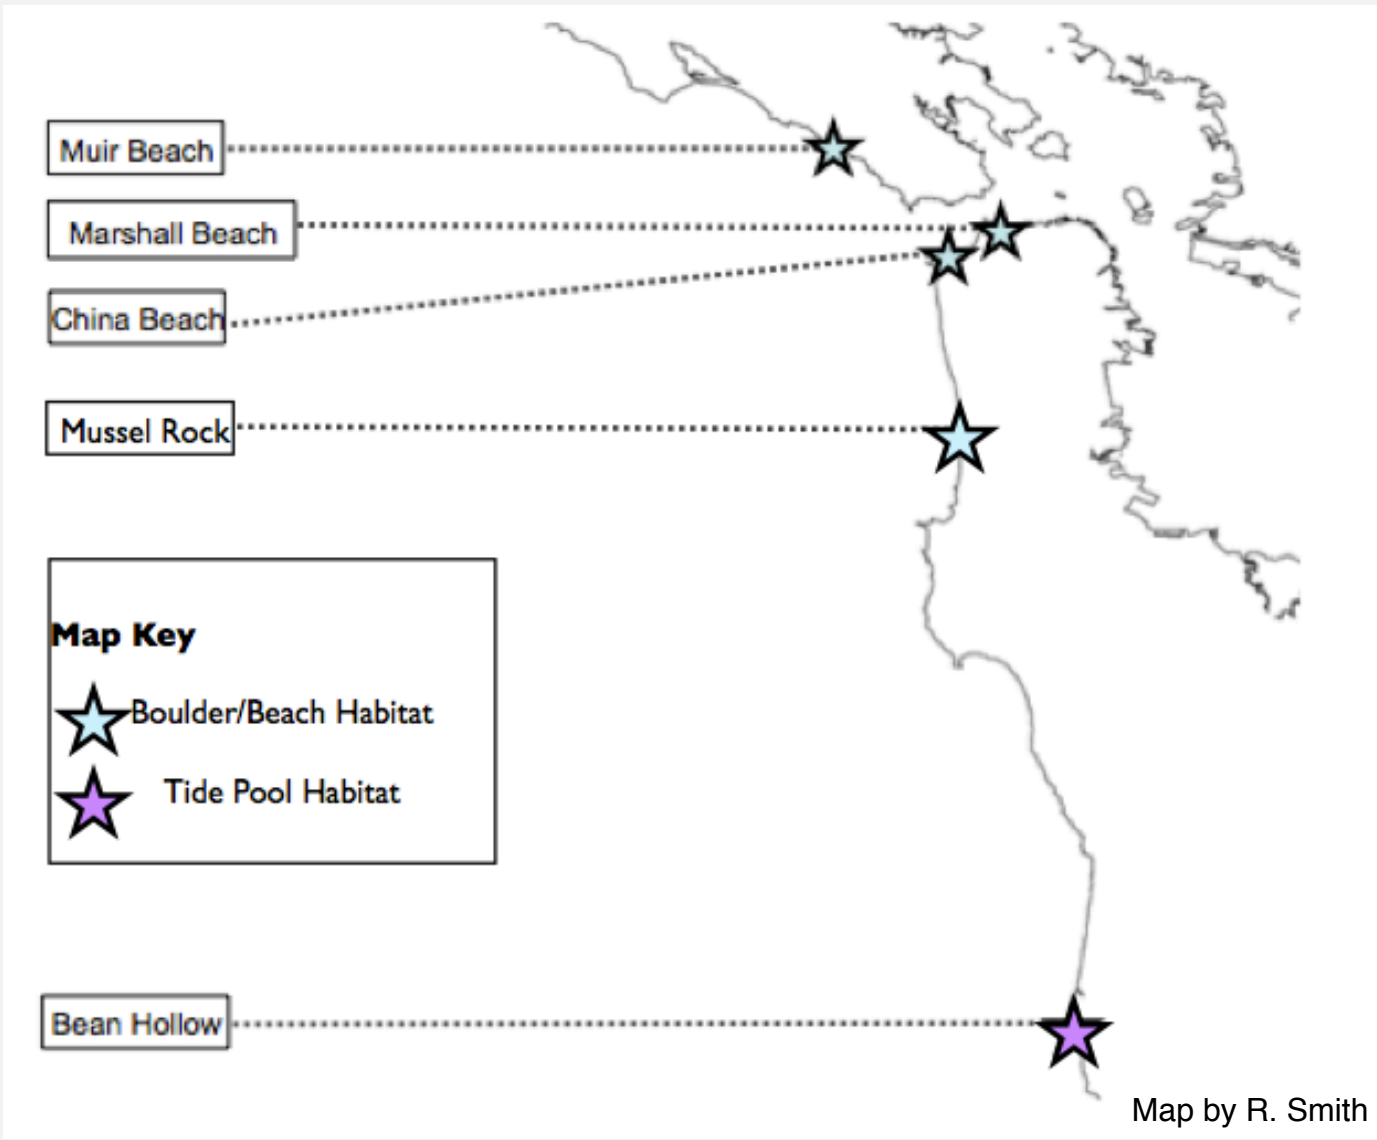 Muir Beach
Marshall Beach
China Beach
Mussel Rock
Map Key
Boulder/Beach Habitat
Tide Pool Habitat
Bean Hollow
Map by R. Smith